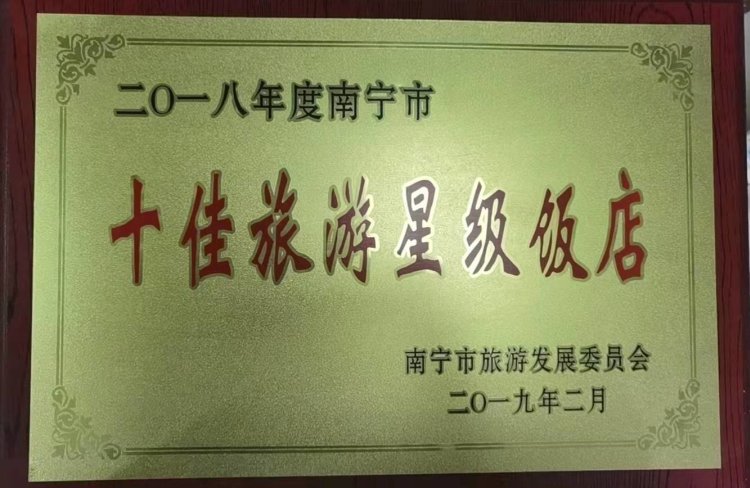 二〇一八年度南宁市
十佳旅游星级饭店
南宁市旅游发展委员会
二〇一九年二月